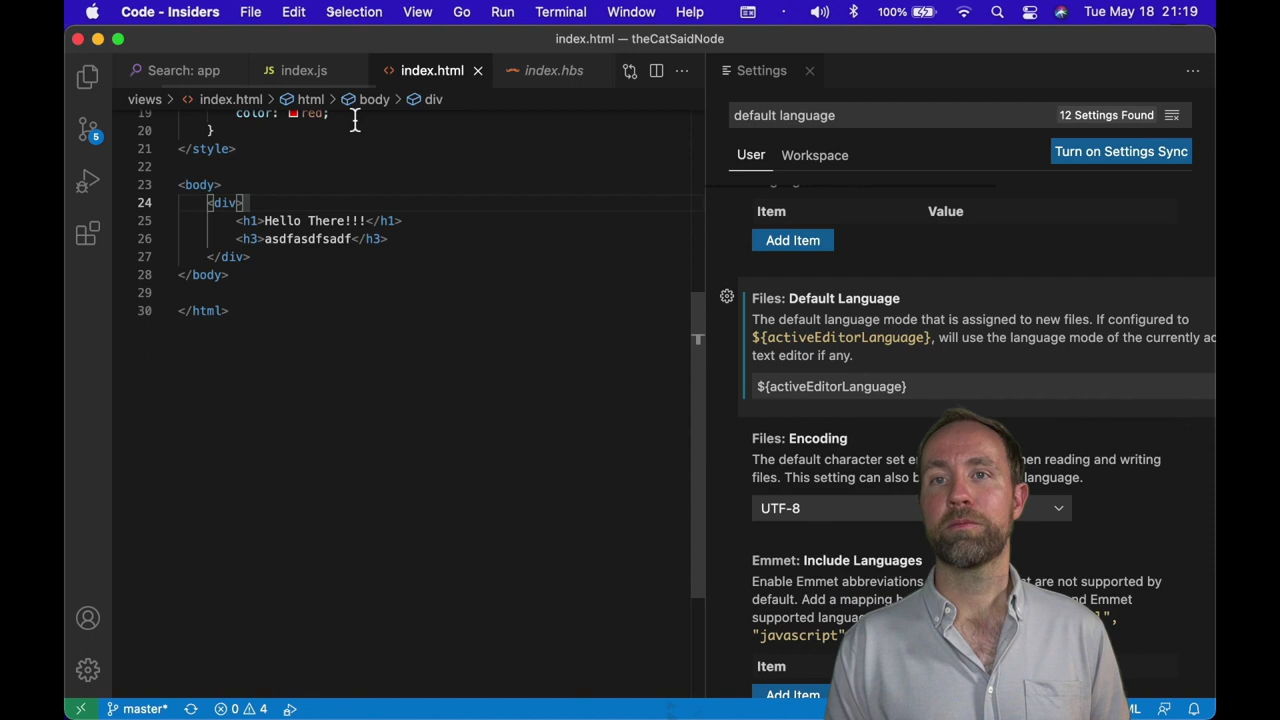 Code - Insiders File Edit Selection View Go Run Terminal Window Help 100% Tue May 18 21:19
index.html — theCatSaidNode
Search: app index.js index.html index.hbs
views > index.html > html > body > div
19 color: red;
20 }
21 </style>
22
23 <body>
24 <div>
25 <h1>Hello There!!!</h1>
26 <h3>asdfasdfsadf</h3>
27 </div>
28 </body>
29
30 </html>
5
master* 0 4
Settings
default language 12 Settings Found
User Workspace Turn on Settings Sync
Item Value
Add Item
Files: Default Language
The default language mode that is assigned to new files. If configured to
${activeEditorLanguage}, will use the language mode of the currently
text editor if any.
${activeEditorLanguage}
Files: Encoding
The default character set hen reading and writing
files. This setting can also language.
UTF-8
Emmet: Include Languages
Enable Emmet abbreviations at are not supported by
default. Add a mapping nd Emmet
supported
"javascript"
Item
Add Item
ML